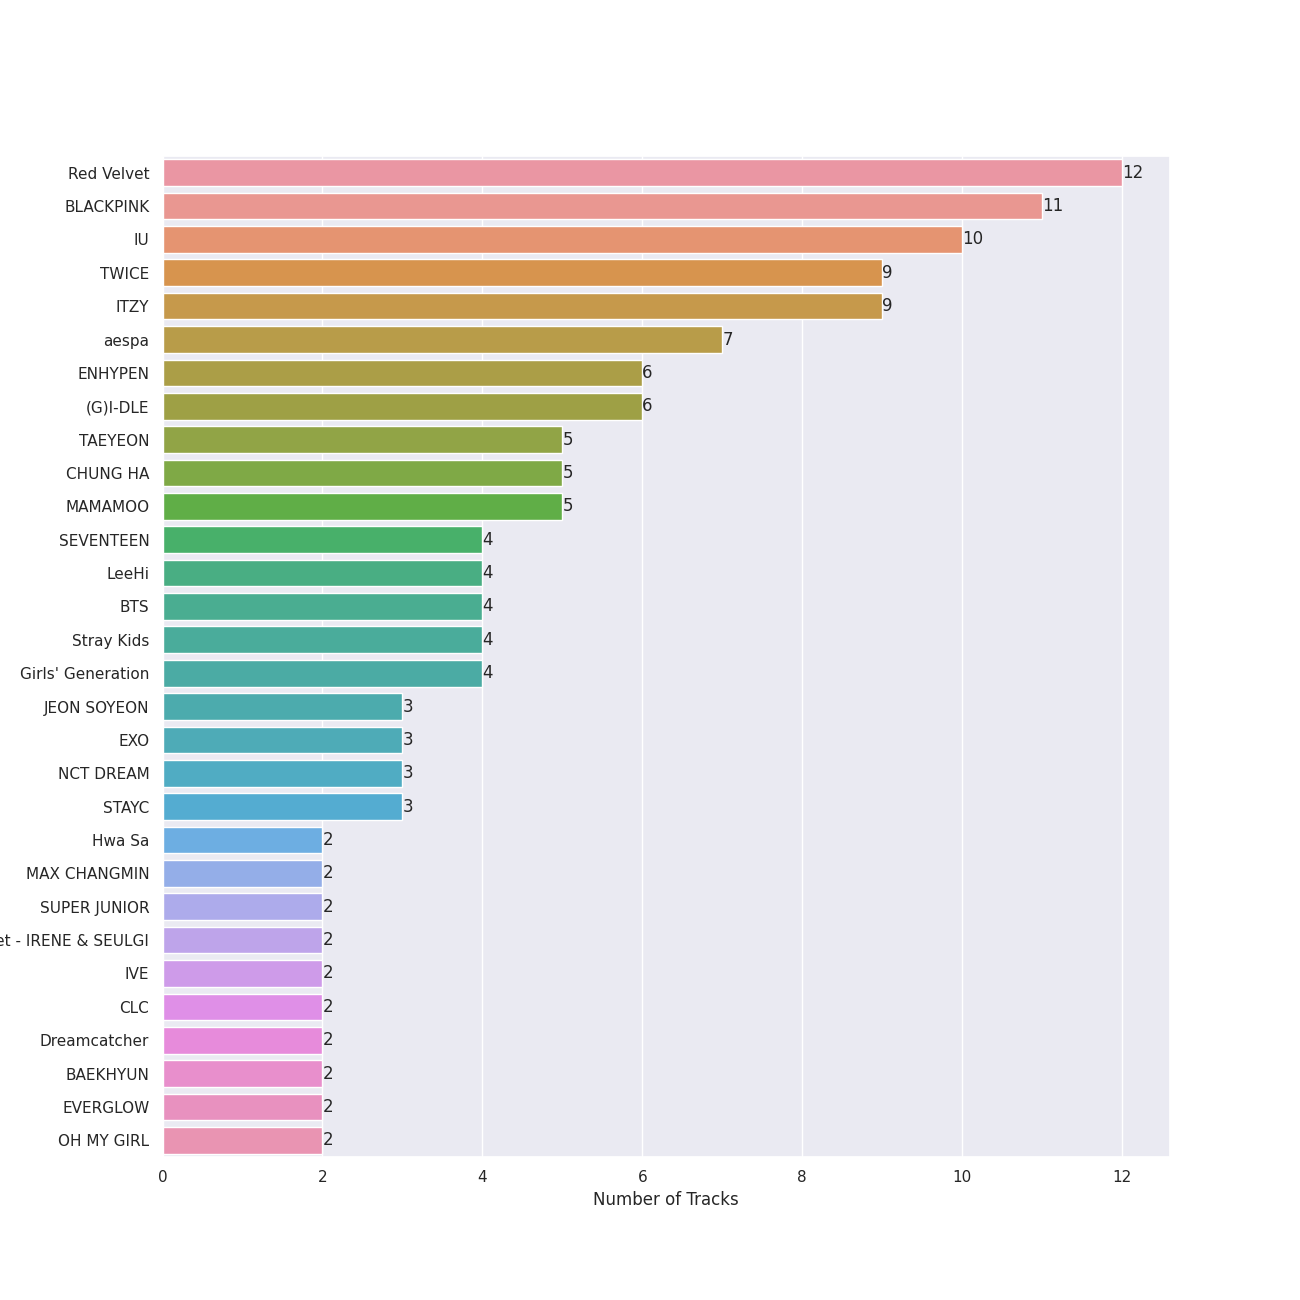 Red Velvet 12
BLACKPINK 11
IU 10
TWICE 9
ITZY 9
aespa 7
ENHYPEN 6
(G)I-DLE 6
TAEYEON 5
CHUNG HA 5
MAMAMOO 5
SEVENTEEN 4
LeeHi 4
BTS 4
Stray Kids 4
Girls' Generation 4
JEON SOYEON 3
EXO 3
NCT DREAM 3
STAYC 3
Hwa Sa 2
MAX CHANGMIN 2
SUPER JUNIOR 2
et - IRENE & SEULGI 2
IVE 2
CLC 2
Dreamcatcher 2
BAEKHYUN 2
EVERGLOW 2
OH MY GIRL 2
0 2 4 6 8 10 12
Number of Tracks